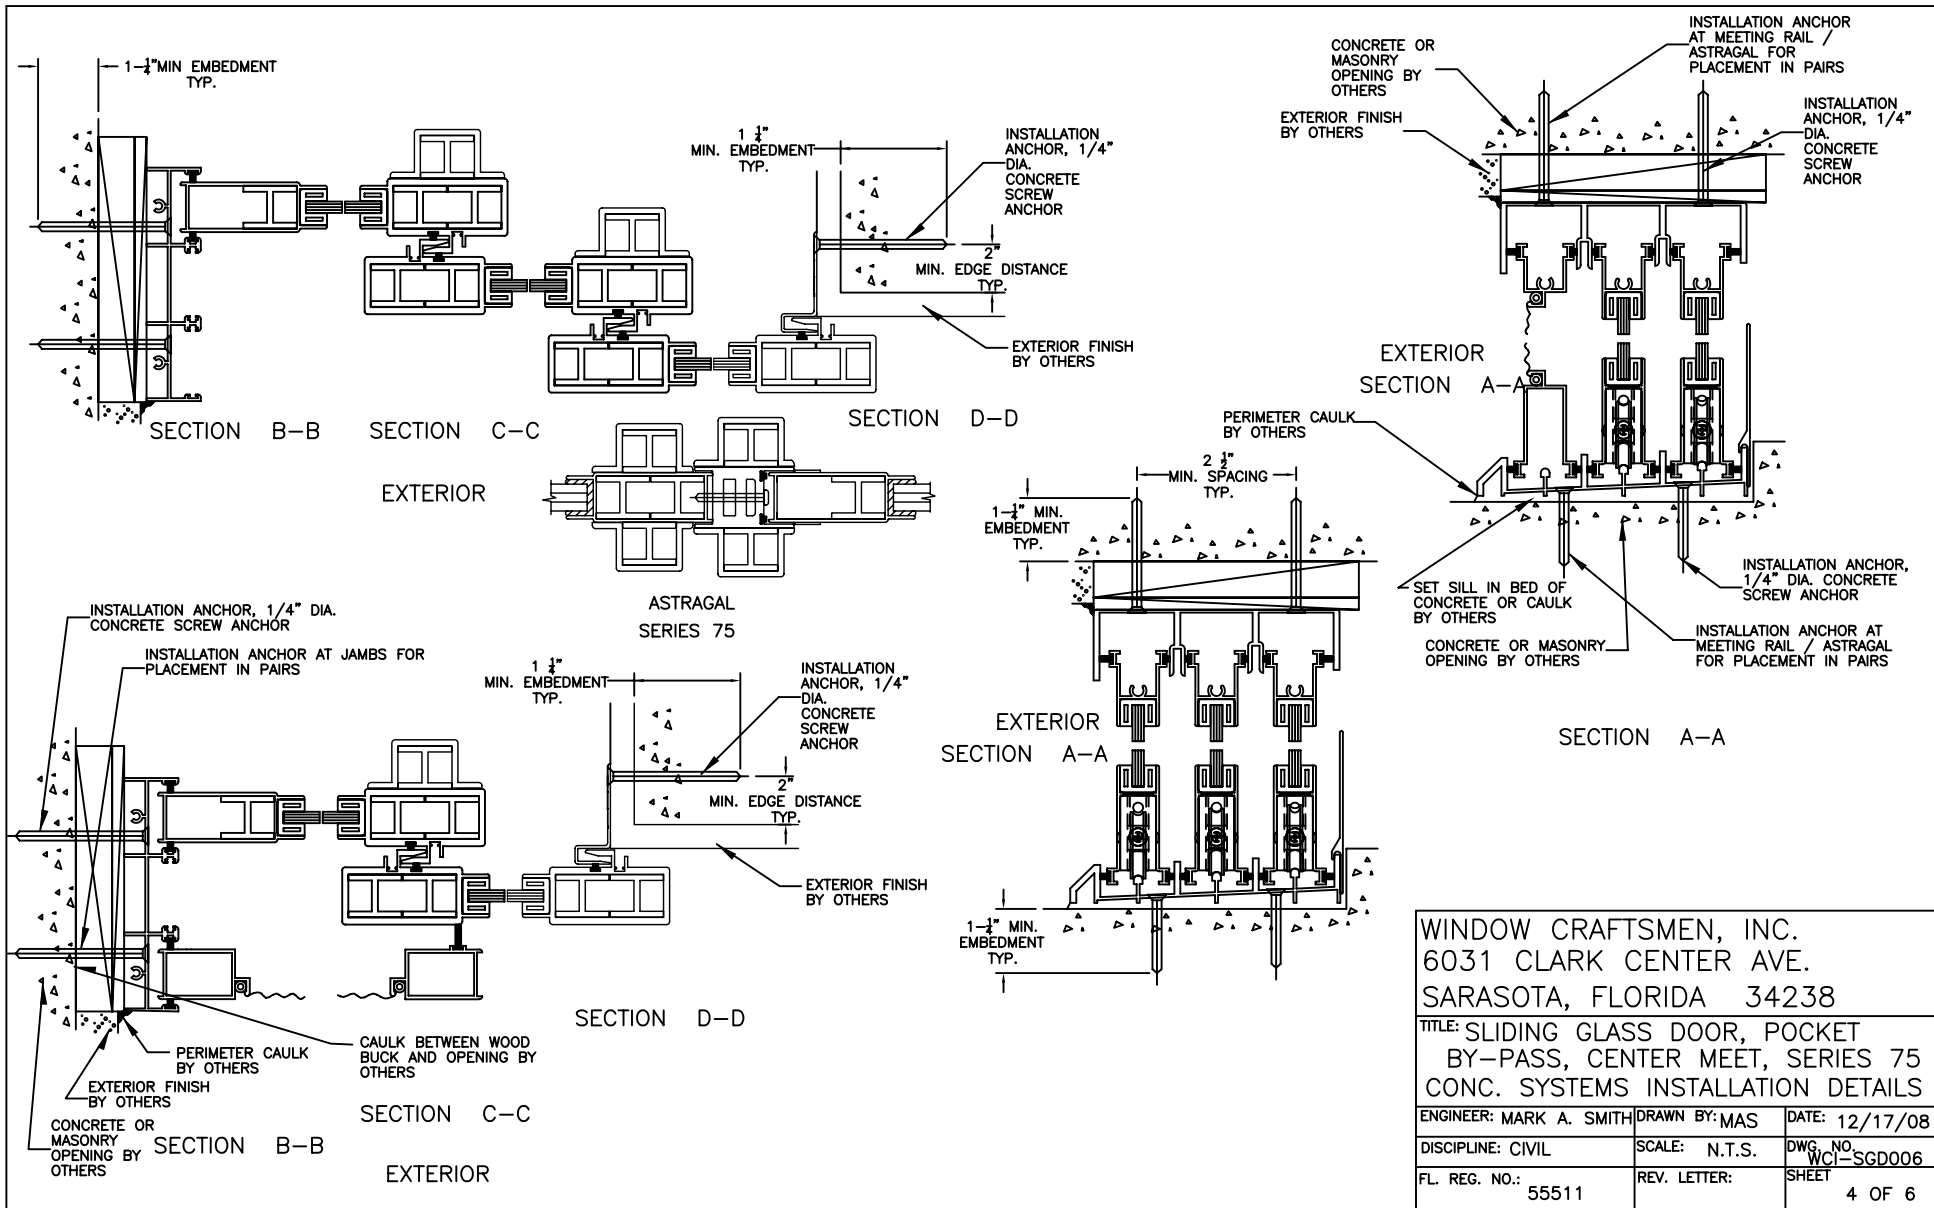 1-1/4" MIN EMBEDMENT
TYP.
1 1/4"
MIN. EMBEDMENT
TYP.
INSTALLATION
ANCHOR, 1/4"
DIA.
CONCRETE
SCREW
ANCHOR
2"
MIN. EDGE DISTANCE
TYP.
EXTERIOR FINISH
BY OTHERS
SECTION B-B
SECTION C-C
SECTION D-D
EXTERIOR
ASTRAGAL
SERIES 75
CONCRETE OR
MASONRY
OPENING BY
OTHERS
EXTERIOR FINISH
BY OTHERS
INSTALLATION ANCHOR
AT MEETING RAIL /
ASTRAGAL FOR
PLACEMENT IN PAIRS
INSTALLATION
ANCHOR, 1/4"
DIA.
CONCRETE
SCREW
ANCHOR
EXTERIOR
SECTION A-A
PERIMETER CAULK
BY OTHERS
SET SILL IN BED OF
CONCRETE OR CAULK
BY OTHERS
CONCRETE OR MASONRY
OPENING BY OTHERS
INSTALLATION ANCHOR,
1/4" DIA. CONCRETE
SCREW ANCHOR
INSTALLATION ANCHOR AT
MEETING RAIL / ASTRAGAL
FOR PLACEMENT IN PAIRS
SECTION A-A
2 1/2"
MIN. SPACING
TYP.
1-1/4" MIN.
EMBEDMENT
TYP.
EXTERIOR
SECTION A-A
1-1/4" MIN.
EMBEDMENT
TYP.
INSTALLATION ANCHOR, 1/4" DIA.
CONCRETE SCREW ANCHOR
INSTALLATION ANCHOR AT JAMBS FOR
PLACEMENT IN PAIRS
1 1/4"
MIN. EMBEDMENT
TYP.
INSTALLATION
ANCHOR, 1/4"
DIA.
CONCRETE
SCREW
ANCHOR
2"
MIN. EDGE DISTANCE
TYP.
EXTERIOR FINISH
BY OTHERS
SECTION D-D
CAULK BETWEEN WOOD
BUCK AND OPENING BY
OTHERS
PERIMETER CAULK
BY OTHERS
EXTERIOR FINISH
BY OTHERS
CONCRETE OR
MASONRY
OPENING BY
OTHERS
SECTION B-B
SECTION C-C
EXTERIOR
WINDOW CRAFTSMEN, INC.
6031 CLARK CENTER AVE.
SARASOTA, FLORIDA 34238
TITLE: SLIDING GLASS DOOR, POCKET
BY-PASS, CENTER MEET, SERIES 75
CONC. SYSTEMS INSTALLATION DETAILS
ENGINEER: MARK A. SMITH
DRAWN BY: MAS
DATE: 12/17/08
DISCIPLINE: CIVIL
SCALE: N.T.S.
DWG. NO.
WCI-SGD006
FL. REG. NO.: 55511
REV. LETTER:
SHEET
4 OF 6